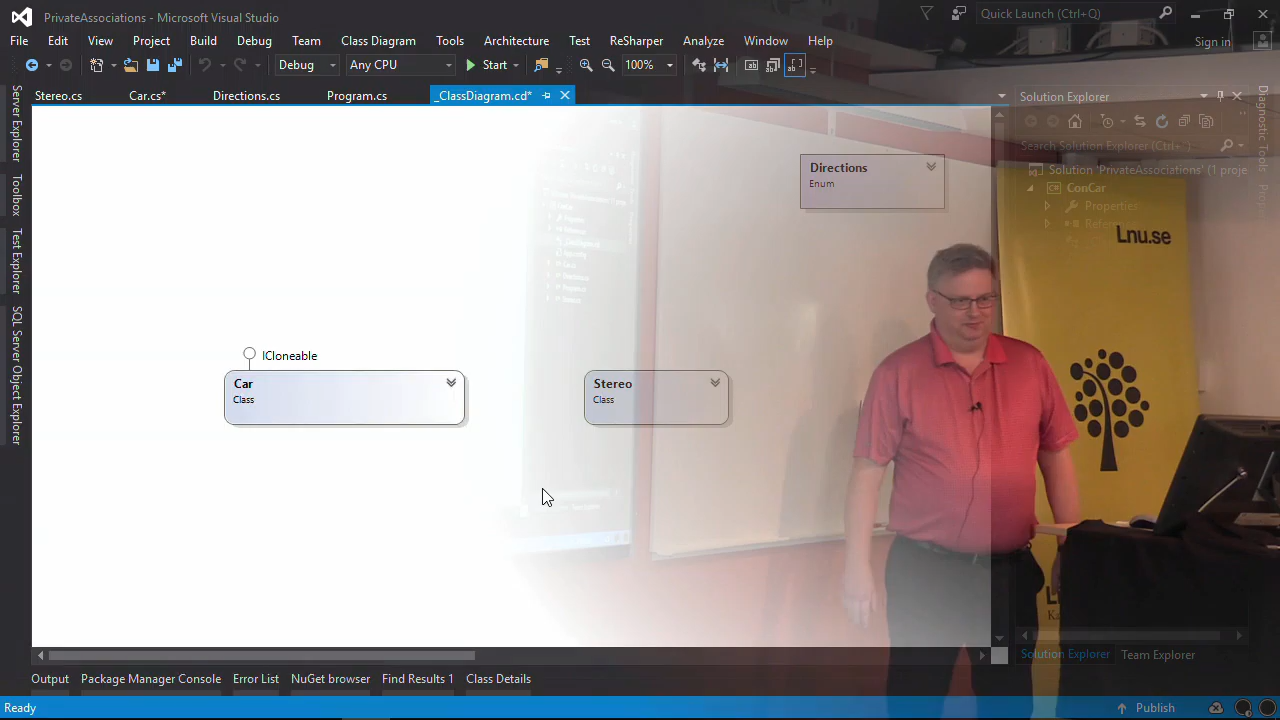 PrivateAssociations - Microsoft Visual Studio
Quick Launch (Ctrl+Q)
File Edit View Project Build Debug Team Class Diagram Tools Architecture Test ReSharper Analyze Window Help
Sign in
Debug Any CPU Start 100%
Stereo.cs Car.cs* Directions.cs Program.cs _ClassDiagram.cd*
Solution Explorer
Search Solution Explorer (Ctrl+
Solution 'PrivateAssociations' (1 proje
ConCar
Properties
Server Explorer
Toolbox
Test Explorer
SQL Server Object Explorer
Diagnostic Tools
Directions
Enum
Lnu.se
ICloneable
Car
Class
Stereo
Class
Solution Explorer Team Explorer
Output Package Manager Console Error List NuGet browser Find Results 1 Class Details
Ready
Publish